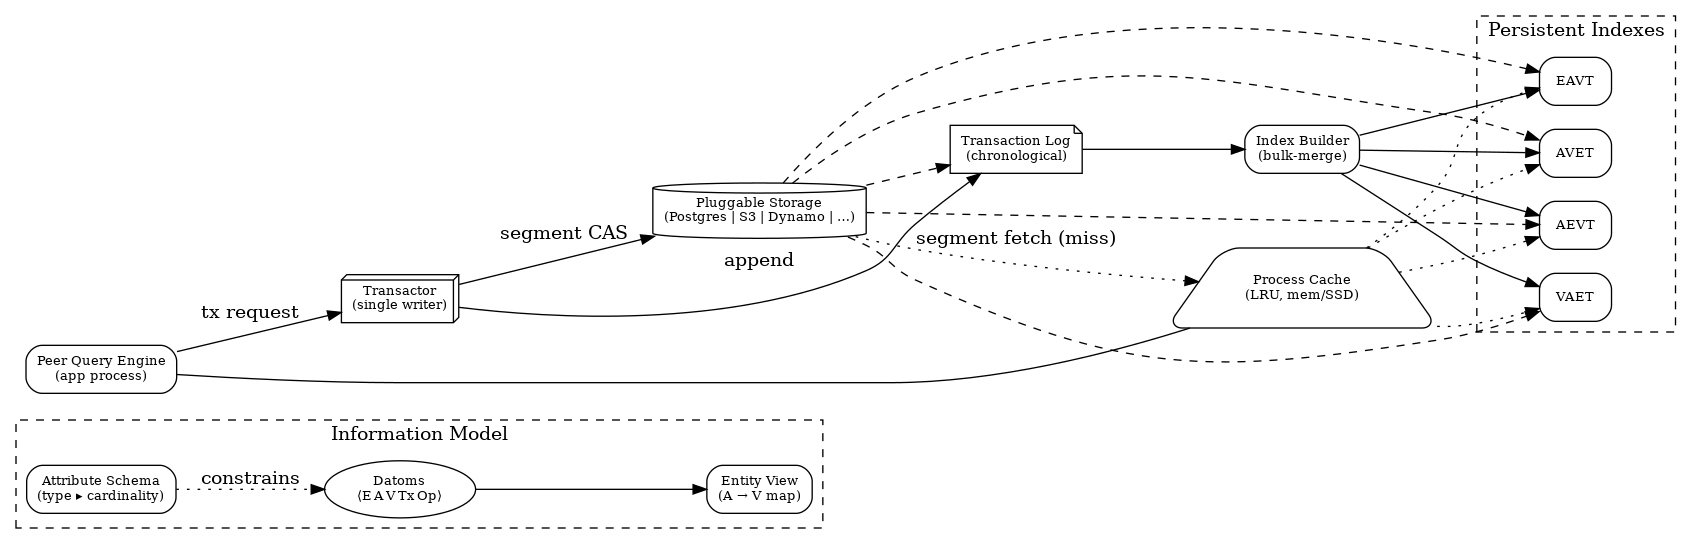 Persistent Indexes
EAVT
Transaction Log
(chronological)
Index Builder
(bulk-merge)
AVET
Pluggable Storage
(Postgres | S3 | Dynamo | ...)
segment CAS
append
segment fetch (miss)
AEVT
Transactor
(single writer)
tx request
Process Cache
(LRU, mem/SSD)
VAET
Peer Query Engine
(app process)
Information Model
Attribute Schema
(type ▸ cardinality)
constrains
Datoms
⟨E A V Tx Op⟩
Entity View
(A → V map)